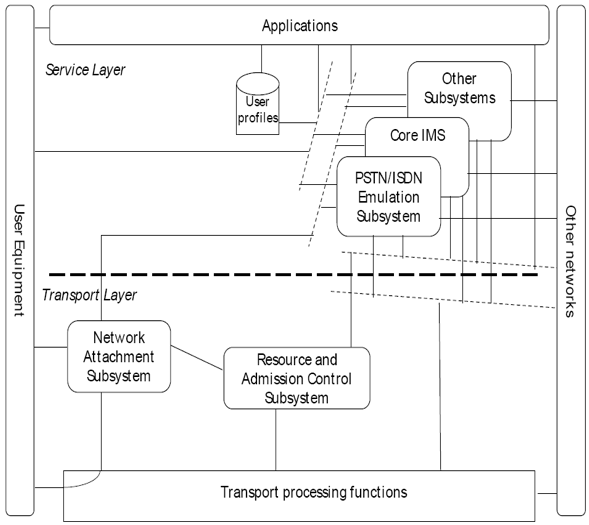 Applications
Service Layer
User
profiles
Other
Subsystems
Core IMS
PSTN/ISDN
Emulation
Subsystem
User Equipment
Other networks
Transport Layer
Network
Attachment
Subsystem
Resource and
Admission Control
Subsystem
Transport processing functions